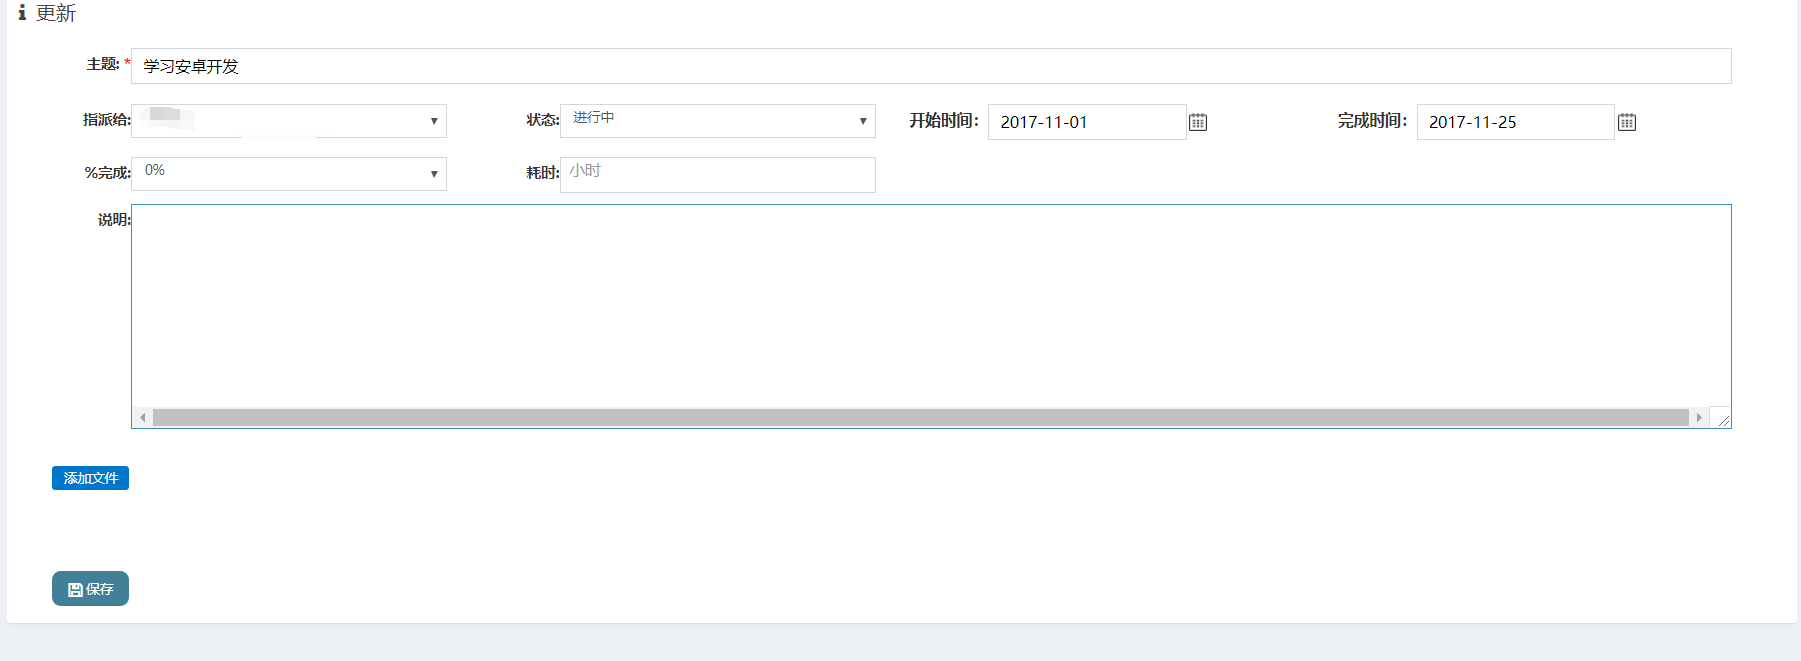 更新
主题: * 学习安卓开发
指派给: 状态: 进行中 开始时间: 2017-11-01 完成时间: 2017-11-25
%完成: 0% 耗时: 小时
说明:
添加文件
保存